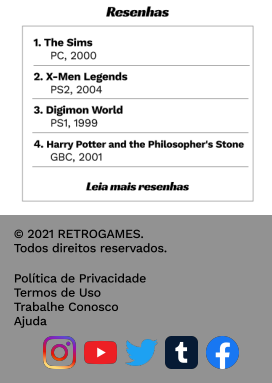 Resenhas
1. The Sims
PC, 2000
2. X-Men Legends
PS2, 2004
3. Digimon World
PS1, 1999
4. Harry Potter and the Philosopher's Stone
GBC, 2001
Leia mais resenhas
© 2021 RETROGAMES.
Todos direitos reservados.
Política de Privacidade
Termos de Uso
Trabalhe Conosco
Ajuda